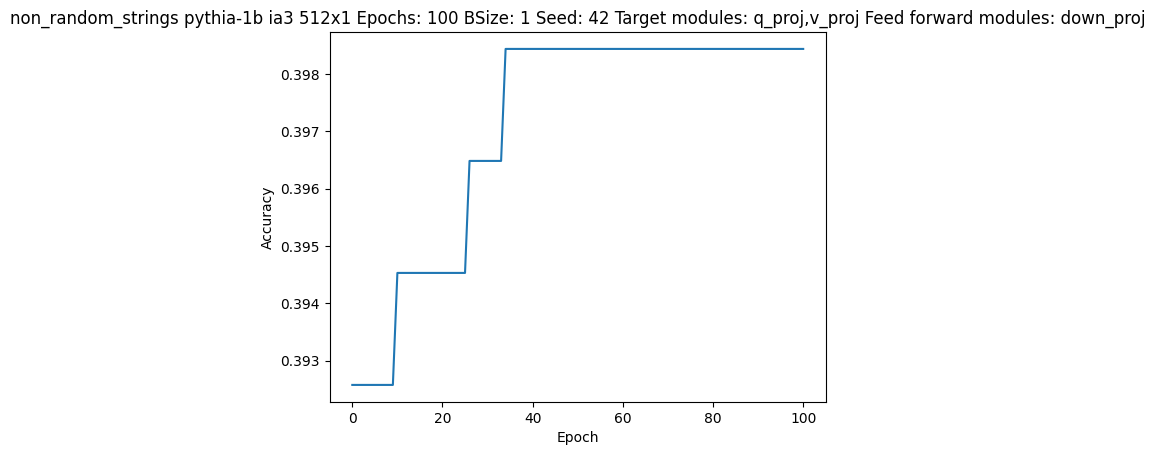 non_random_strings pythia-1b ia3 512x1 Epochs: 100 BSize: 1 Seed: 42 Target modules: q_proj,v_proj Feed forward modules: down_proj
0.398
0.397
0.396
0.395
0.394
0.393
Accuracy
0 20 40 60 80 100
Epoch